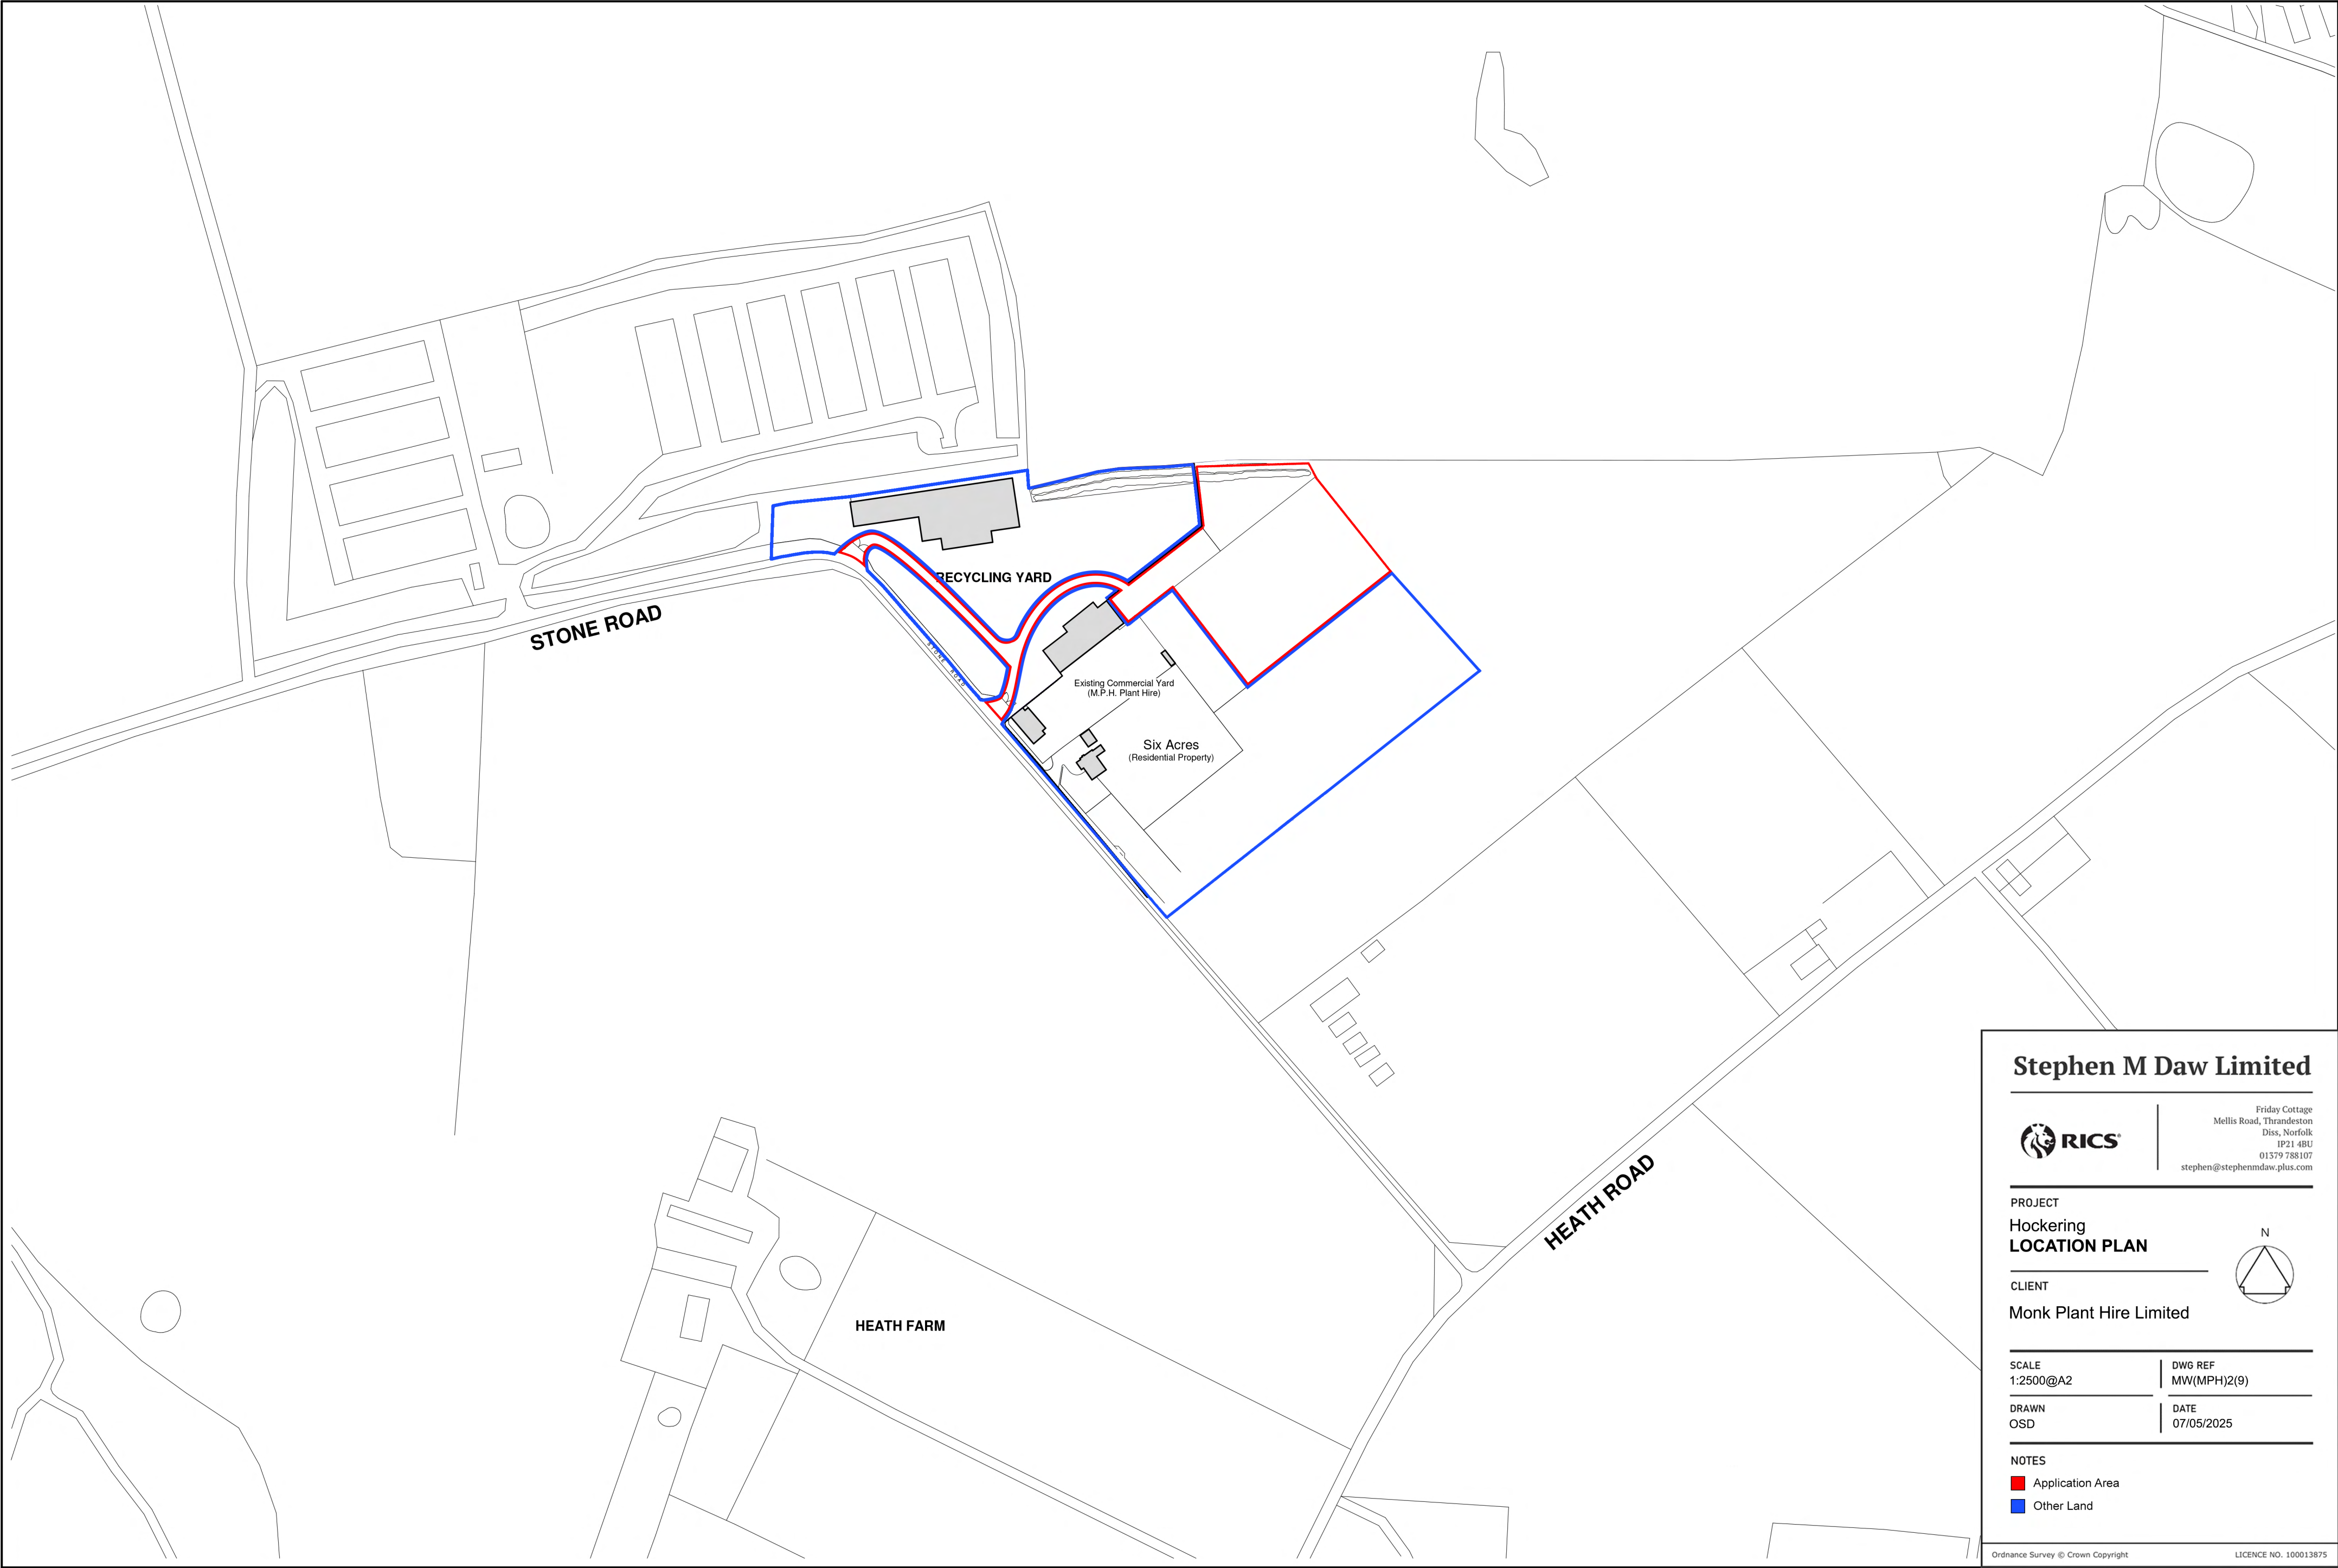 RECYCLING YARD
STONE ROAD
STONE ROAD
Existing Commercial Yard
(M.P.H. Plant Hire)
Six Acres
(Residential Property)
HEATH ROAD
HEATH FARM
Stephen M Daw Limited
RICS®
Friday Cottage
Mellis Road, Thrandeston
Diss, Norfolk
IP21 4BU
01379 788107
stephen@stephenmdaw.plus.com
PROJECT
Hockering
LOCATION PLAN
N
CLIENT
Monk Plant Hire Limited
SCALE
1:2500@A2
DWG REF
MW(MPH)2(9)
DRAWN
OSD
DATE
07/05/2025
NOTES
Application Area
Other Land
Ordnance Survey © Crown Copyright
LICENCE NO. 100013875